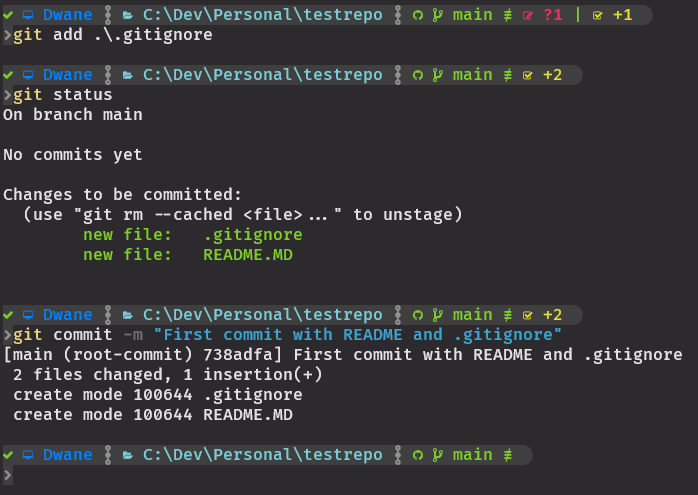 Dwane C:\Dev\Personal\testrepo main ≢ ?1 | +1
>git add .\.gitignore
Dwane C:\Dev\Personal\testrepo main ≢ +2
>git status
On branch main
No commits yet
Changes to be committed:
(use "git rm --cached <file>..." to unstage)
new file: .gitignore
new file: README.MD
Dwane C:\Dev\Personal\testrepo main ≢ +2
>git commit -m "First commit with README and .gitignore"
[main (root-commit) 738adfa] First commit with README and .gitignore
2 files changed, 1 insertion(+)
create mode 100644 .gitignore
create mode 100644 README.MD
Dwane C:\Dev\Personal\testrepo main ≢
>